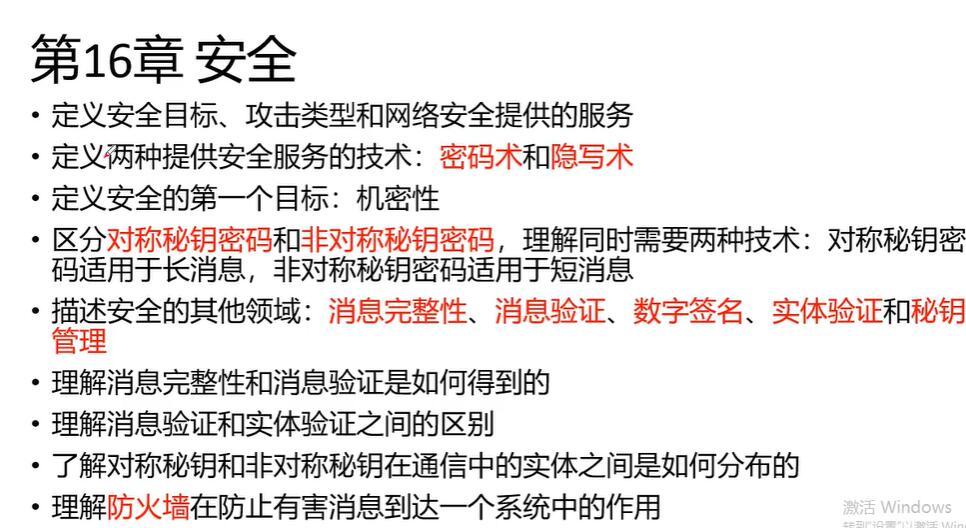 第16章 安全
• 定义安全目标、攻击类型和网络安全提供的服务
• 定义两种提供安全服务的技术：密码术和隐写术
• 定义安全的第一个目标：机密性
• 区分对称秘钥密码和非对称秘钥密码，理解同时需要两种技术：对称秘钥密
码适用于长消息，非对称秘钥密码适用于短消息
• 描述安全的其他领域：消息完整性、消息验证、数字签名、实体验证和秘钥
管理
• 理解消息完整性和消息验证是如何得到的
• 理解消息验证和实体验证之间的区别
• 了解对称秘钥和非对称秘钥在通信中的实体之间是如何分布的
• 理解防火墙在防止有害消息到达一个系统中的作用
激活 Windows
转到"设置"以激活 Win